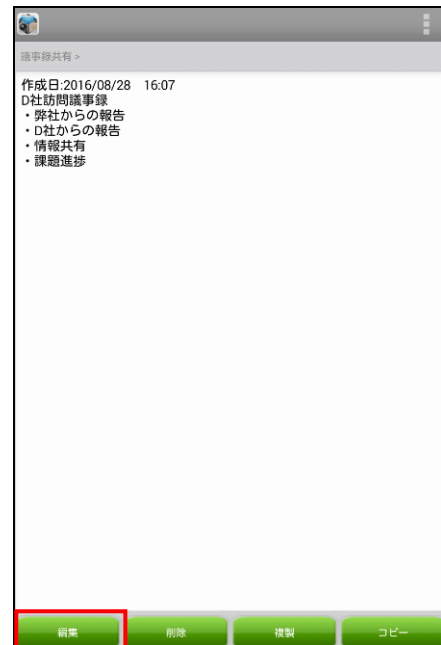 議事録共有 >
作成日:2016/08/28 16:07
D社訪問議事録
・弊社からの報告
・D社からの報告
・情報共有
・課題進捗
編集 削除 複製 コピー